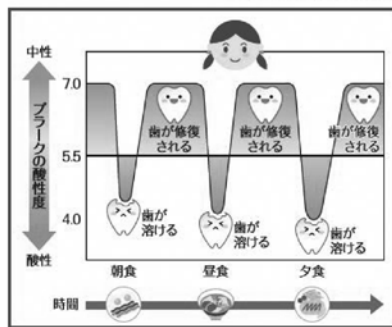 中性
プラークの酸性度
酸性
7.0
5.5
4.0
歯が修復
される
歯が修復
される
歯が修復
される
歯が
溶ける
歯が
溶ける
歯が
溶ける
朝食
昼食
夕食
時間